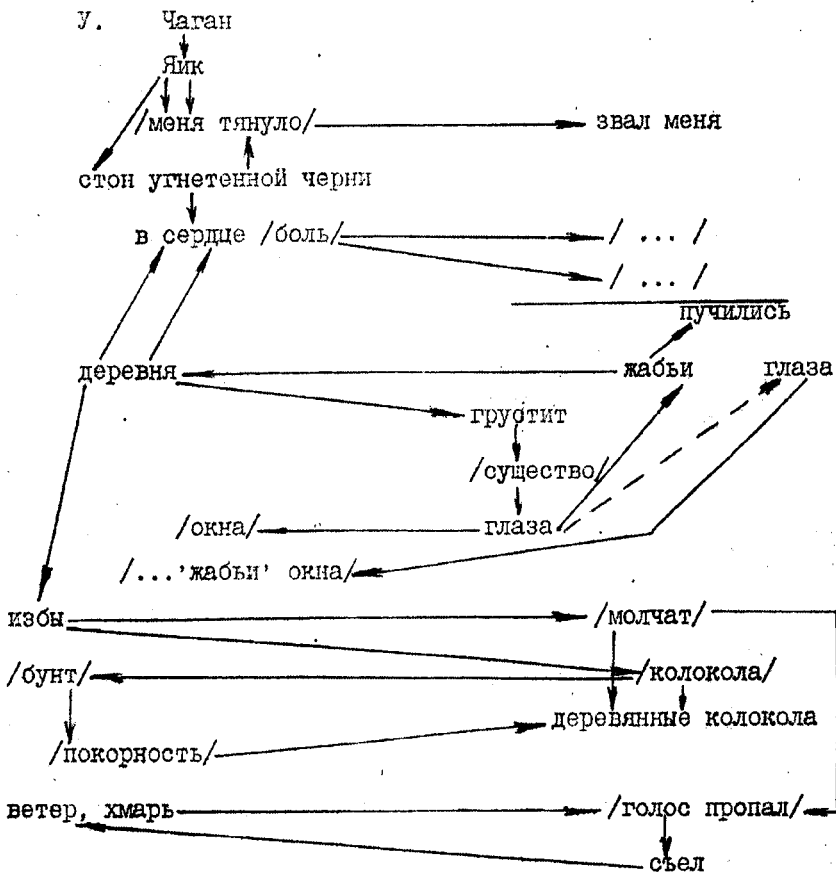 У. Чаган
Яик
/меня тянуло/ звал меня
стон угнетенной черни
в сердце /боль/ / ... /
/ ... /
пучились
деревня жабьи глаза
грустит
/существо/
/окна/ глаза
/...'жабьи' окна/
избы /молчат/
/бунт/ /колокола/
деревянные колокола
/покорность/
ветер, хмарь /голос пропал/
съел